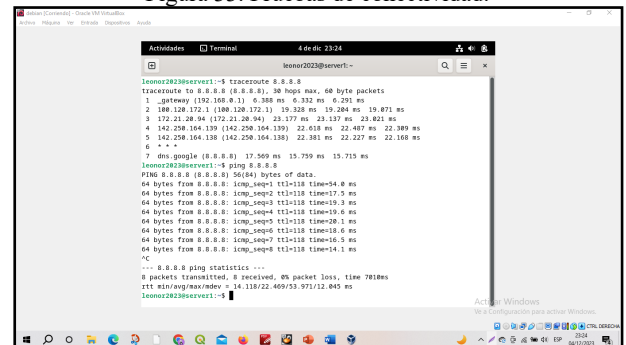 Figura 35. Pruebas de conectividad.
debian [Corriendo] - Oracle VM VirtualBox
Archivo Máquina Ver Entrada Dispositivos Ayuda
Actividades Terminal 4 de dic 23:24
leonor2023@server1: ~
leonor2023@server1:~$ traceroute 8.8.8.8
traceroute to 8.8.8.8 (8.8.8.8), 30 hops max, 60 byte packets
1 _gateway (192.168.0.1) 6.388 ms 6.332 ms 6.291 ms
2 100.120.172.1 (100.120.172.1) 19.328 ms 19.204 ms 19.071 ms
3 172.21.20.94 (172.21.20.94) 23.177 ms 23.137 ms 23.021 ms
4 142.250.164.139 (142.250.164.139) 22.618 ms 22.487 ms 22.309 ms
5 142.250.164.138 (142.250.164.138) 22.381 ms 22.227 ms 22.168 ms
6 * * *
7 dns.google (8.8.8.8) 17.569 ms 15.759 ms 15.715 ms
leonor2023@server1:~$ ping 8.8.8.8
PING 8.8.8.8 (8.8.8.8) 56(84) bytes of data.
64 bytes from 8.8.8.8: icmp_seq=1 ttl=118 time=54.0 ms
64 bytes from 8.8.8.8: icmp_seq=2 ttl=118 time=17.5 ms
64 bytes from 8.8.8.8: icmp_seq=3 ttl=118 time=19.3 ms
64 bytes from 8.8.8.8: icmp_seq=4 ttl=118 time=19.6 ms
64 bytes from 8.8.8.8: icmp_seq=5 ttl=118 time=20.1 ms
64 bytes from 8.8.8.8: icmp_seq=6 ttl=118 time=18.6 ms
64 bytes from 8.8.8.8: icmp_seq=7 ttl=118 time=16.5 ms
64 bytes from 8.8.8.8: icmp_seq=8 ttl=118 time=14.1 ms
^C
--- 8.8.8.8 ping statistics ---
8 packets transmitted, 8 received, 0% packet loss, time 7010ms
rtt min/avg/max/mdev = 14.118/22.469/53.971/12.045 ms
leonor2023@server1:~$
Activar Windows
Ve a Configuración para activar Windows.
CTRL DERECHA
ESP 23:24
04/12/2023